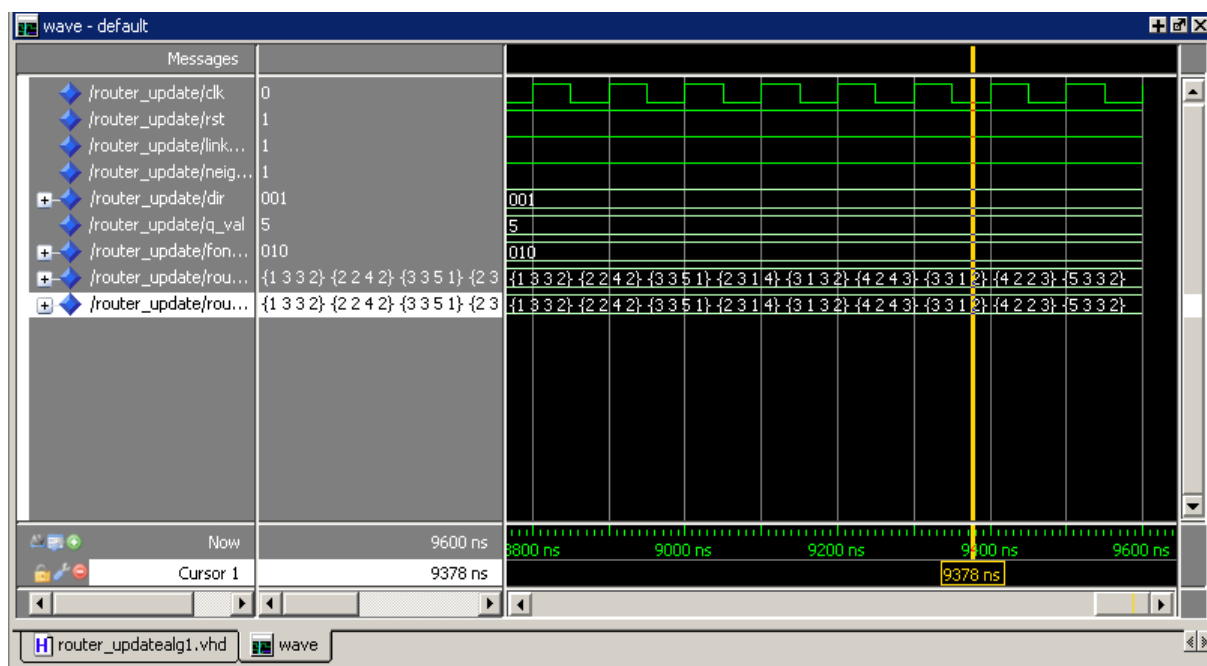 wave - default
Messages
/router_update/clk 0
/router_update/rst 1
/router_update/link... 1
/router_update/neig... 1
/router_update/dir 001 001
/router_update/q_val 5 5
/router_update/fon... 010 010
/router_update/rou... {1 3 3 2} {2 2 4 2} {3 3 5 1} {2 3 {1 3 3 2} {2 2 4 2} {3 3 5 1} {2 3 1 4} {3 1 3 2} {4 2 4 3} {3 3 1 2} {4 2 2 3} {5 3 3 2}
/router_update/rou... {1 3 3 2} {2 2 4 2} {3 3 5 1} {2 3 {1 3 3 2} {2 2 4 2} {3 3 5 1} {2 3 1 4} {3 1 3 2} {4 2 4 3} {3 3 1 2} {4 2 2 3} {5 3 3 2}
Now 9600 ns 8800 ns 9000 ns 9200 ns 9400 ns 9600 ns
Cursor 1 9378 ns 9378 ns
router_updatealg1.vhd wave